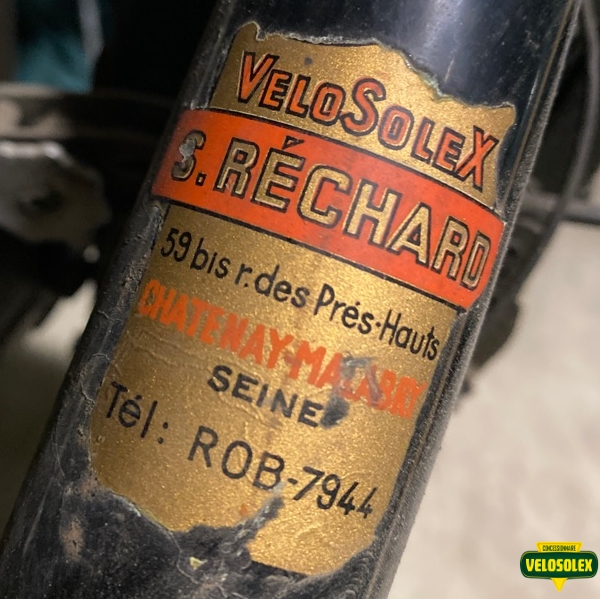 VELOSOLEX
S. RÉCHARD
59 bis r. des Prés-Hauts
CHATENAY-MALABRY
SEINE
Tél: ROB-7944
CONCESSIONNAIRE
VELOSOLEX